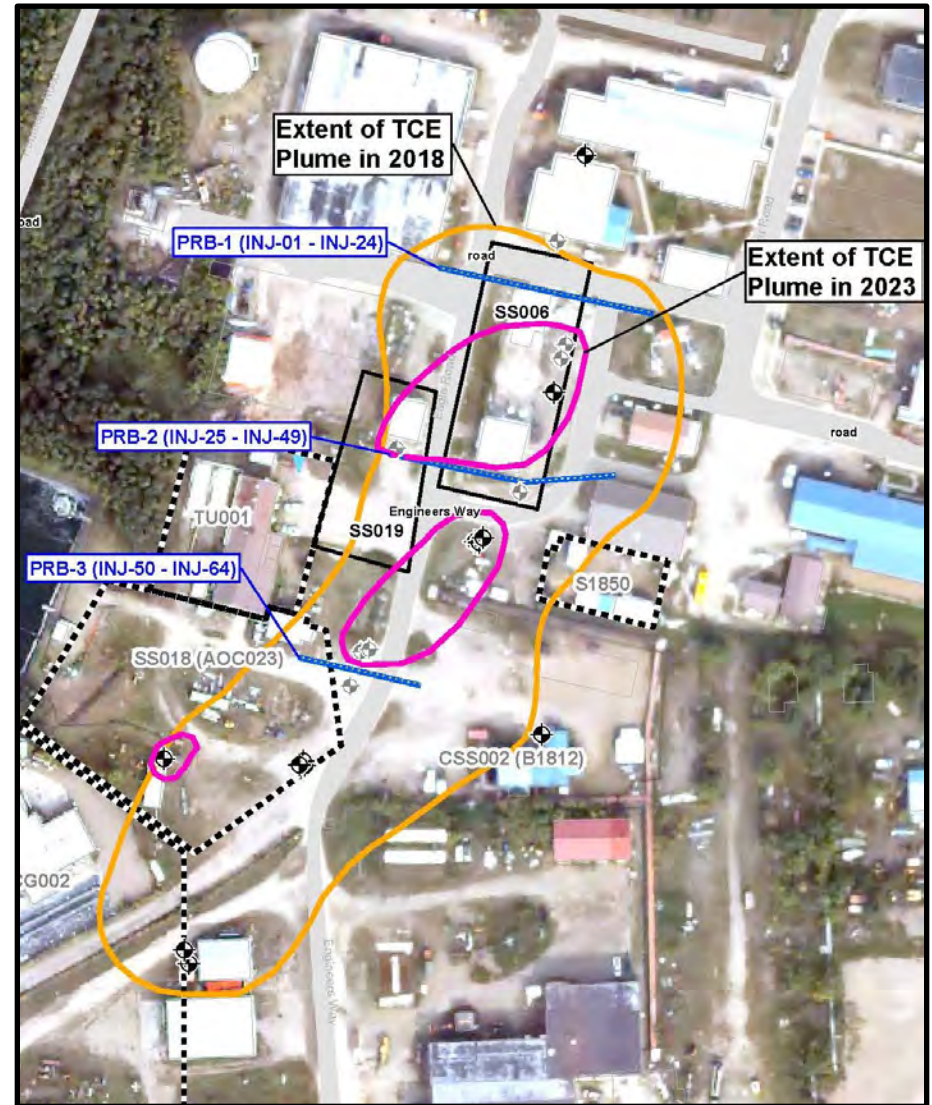 Extent of TCE
Plume in 2018
oad
PRB-1 (INJ-01 - INJ-24)
road
Extent of TCE
Plume in 2023
SS006
PRB-2 (INJ-25 - INJ-49)
road
Engineers Way
TU001
SS019
PRB-3 (INJ-50 - INJ-64)
S1850
SS018 (AOC023)
CSS002 (B1812)
CG002
Engineers Way